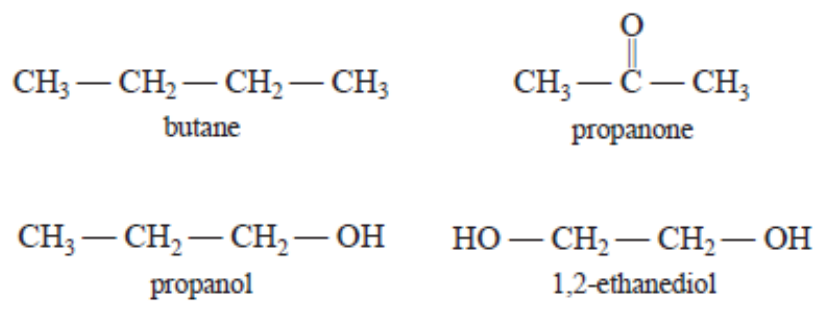 O
CH₃ — CH₂ — CH₂ — CH₃
CH₃ — C — CH₃
butane
propanone
CH₃ — CH₂ — CH₂ — OH
HO — CH₂ — CH₂ — OH
propanol
1,2-ethanediol